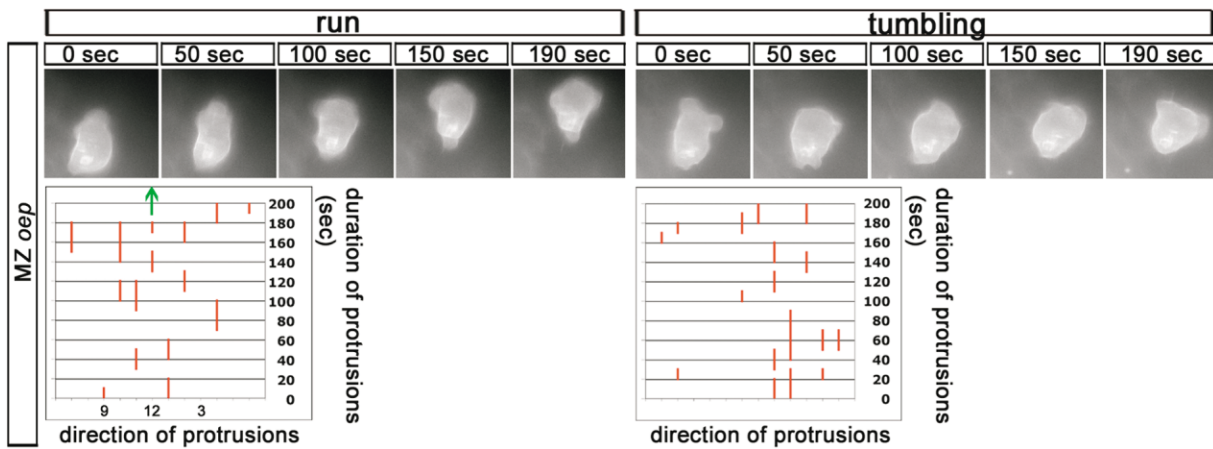 run
tumbling
0 sec 50 sec 100 sec 150 sec 190 sec
0 sec 50 sec 100 sec 150 sec 190 sec
MZ oep
200
180
160
140
120
100
80
60
40
20
0
9 12 3
direction of protrusions
duration of protrusions
(sec)
200
180
160
140
120
100
80
60
40
20
0
direction of protrusions
duration of protrusions
(sec)